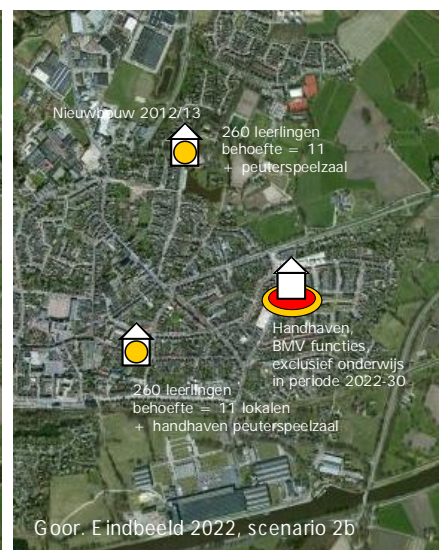 Nieuwbouw 2012/13
260 leerlingen
behoefte = 11
+ peuterspeelzaal
Handhaven,
BMV functies,
exclusief onderwijs
in periode 2022-30
260 leerlingen
behoefte = 11 lokalen
+ handhaven peuterspeelzaal
Goor. Eindbeeld 2022, scenario 2b